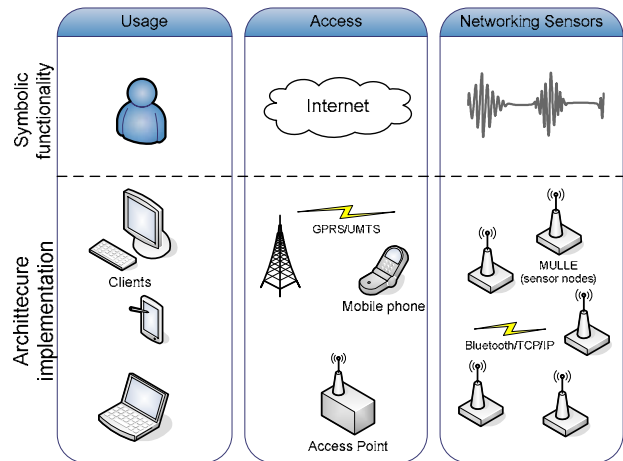 Usage
Access
Networking Sensors
Symbolic
functionality
Internet
Archittecure
implementation
Clients
GPRS/UMTS
Mobile phone
Access Point
MULLE
(sensor nodes)
Bluetooth/TCP/IP